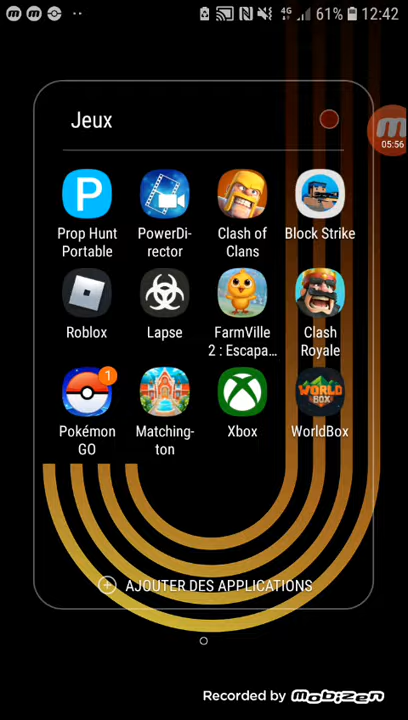 4G 61% 12:42
Jeux
05:56
P
Prop Hunt
Portable
PowerDi-
rector
Clash of
Clans
Block Strike
Roblox
Lapse
FarmVille
2 : Escapa...
Clash
Royale
1
WORLD
BOX
Pokémon
GO
Matching-
ton
Xbox
WorldBox
AJOUTER DES APPLICATIONS
Recorded by mobizen